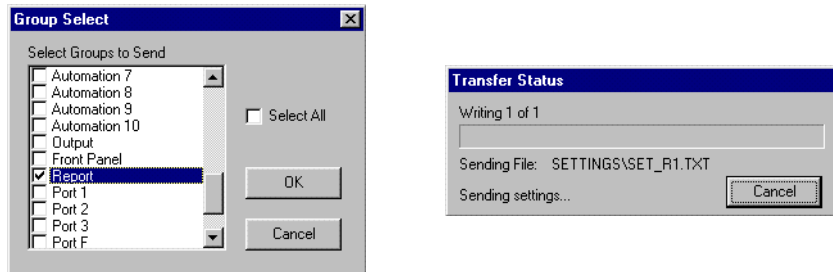 Group Select
Select Groups to Send
Automation 7
Automation 8
Automation 9
Automation 10
Output
Front Panel
Report
Port 1
Port 2
Port 3
Port F
Select All
OK
Cancel
Transfer Status
Writing 1 of 1
Sending File: SETTINGS\SET_R1.TXT
Sending settings...
Cancel